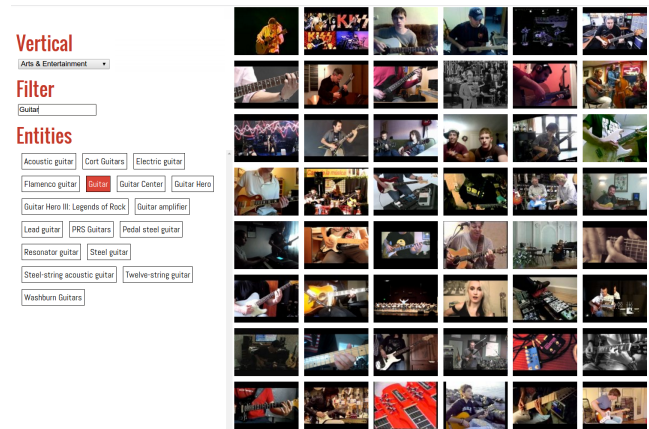 Vertical
Arts & Entertainment
Filter
Guitar
Entities
Acoustic guitar Cort Guitars Electric guitar
Flamenco guitar Guitar Guitar Center Guitar Hero
Guitar Hero III: Legends of Rock Guitar amplifier
Lead guitar PRS Guitars Pedal steel guitar
Resonator guitar Steel guitar
Steel-string acoustic guitar Twelve-string guitar
Washburn Guitars